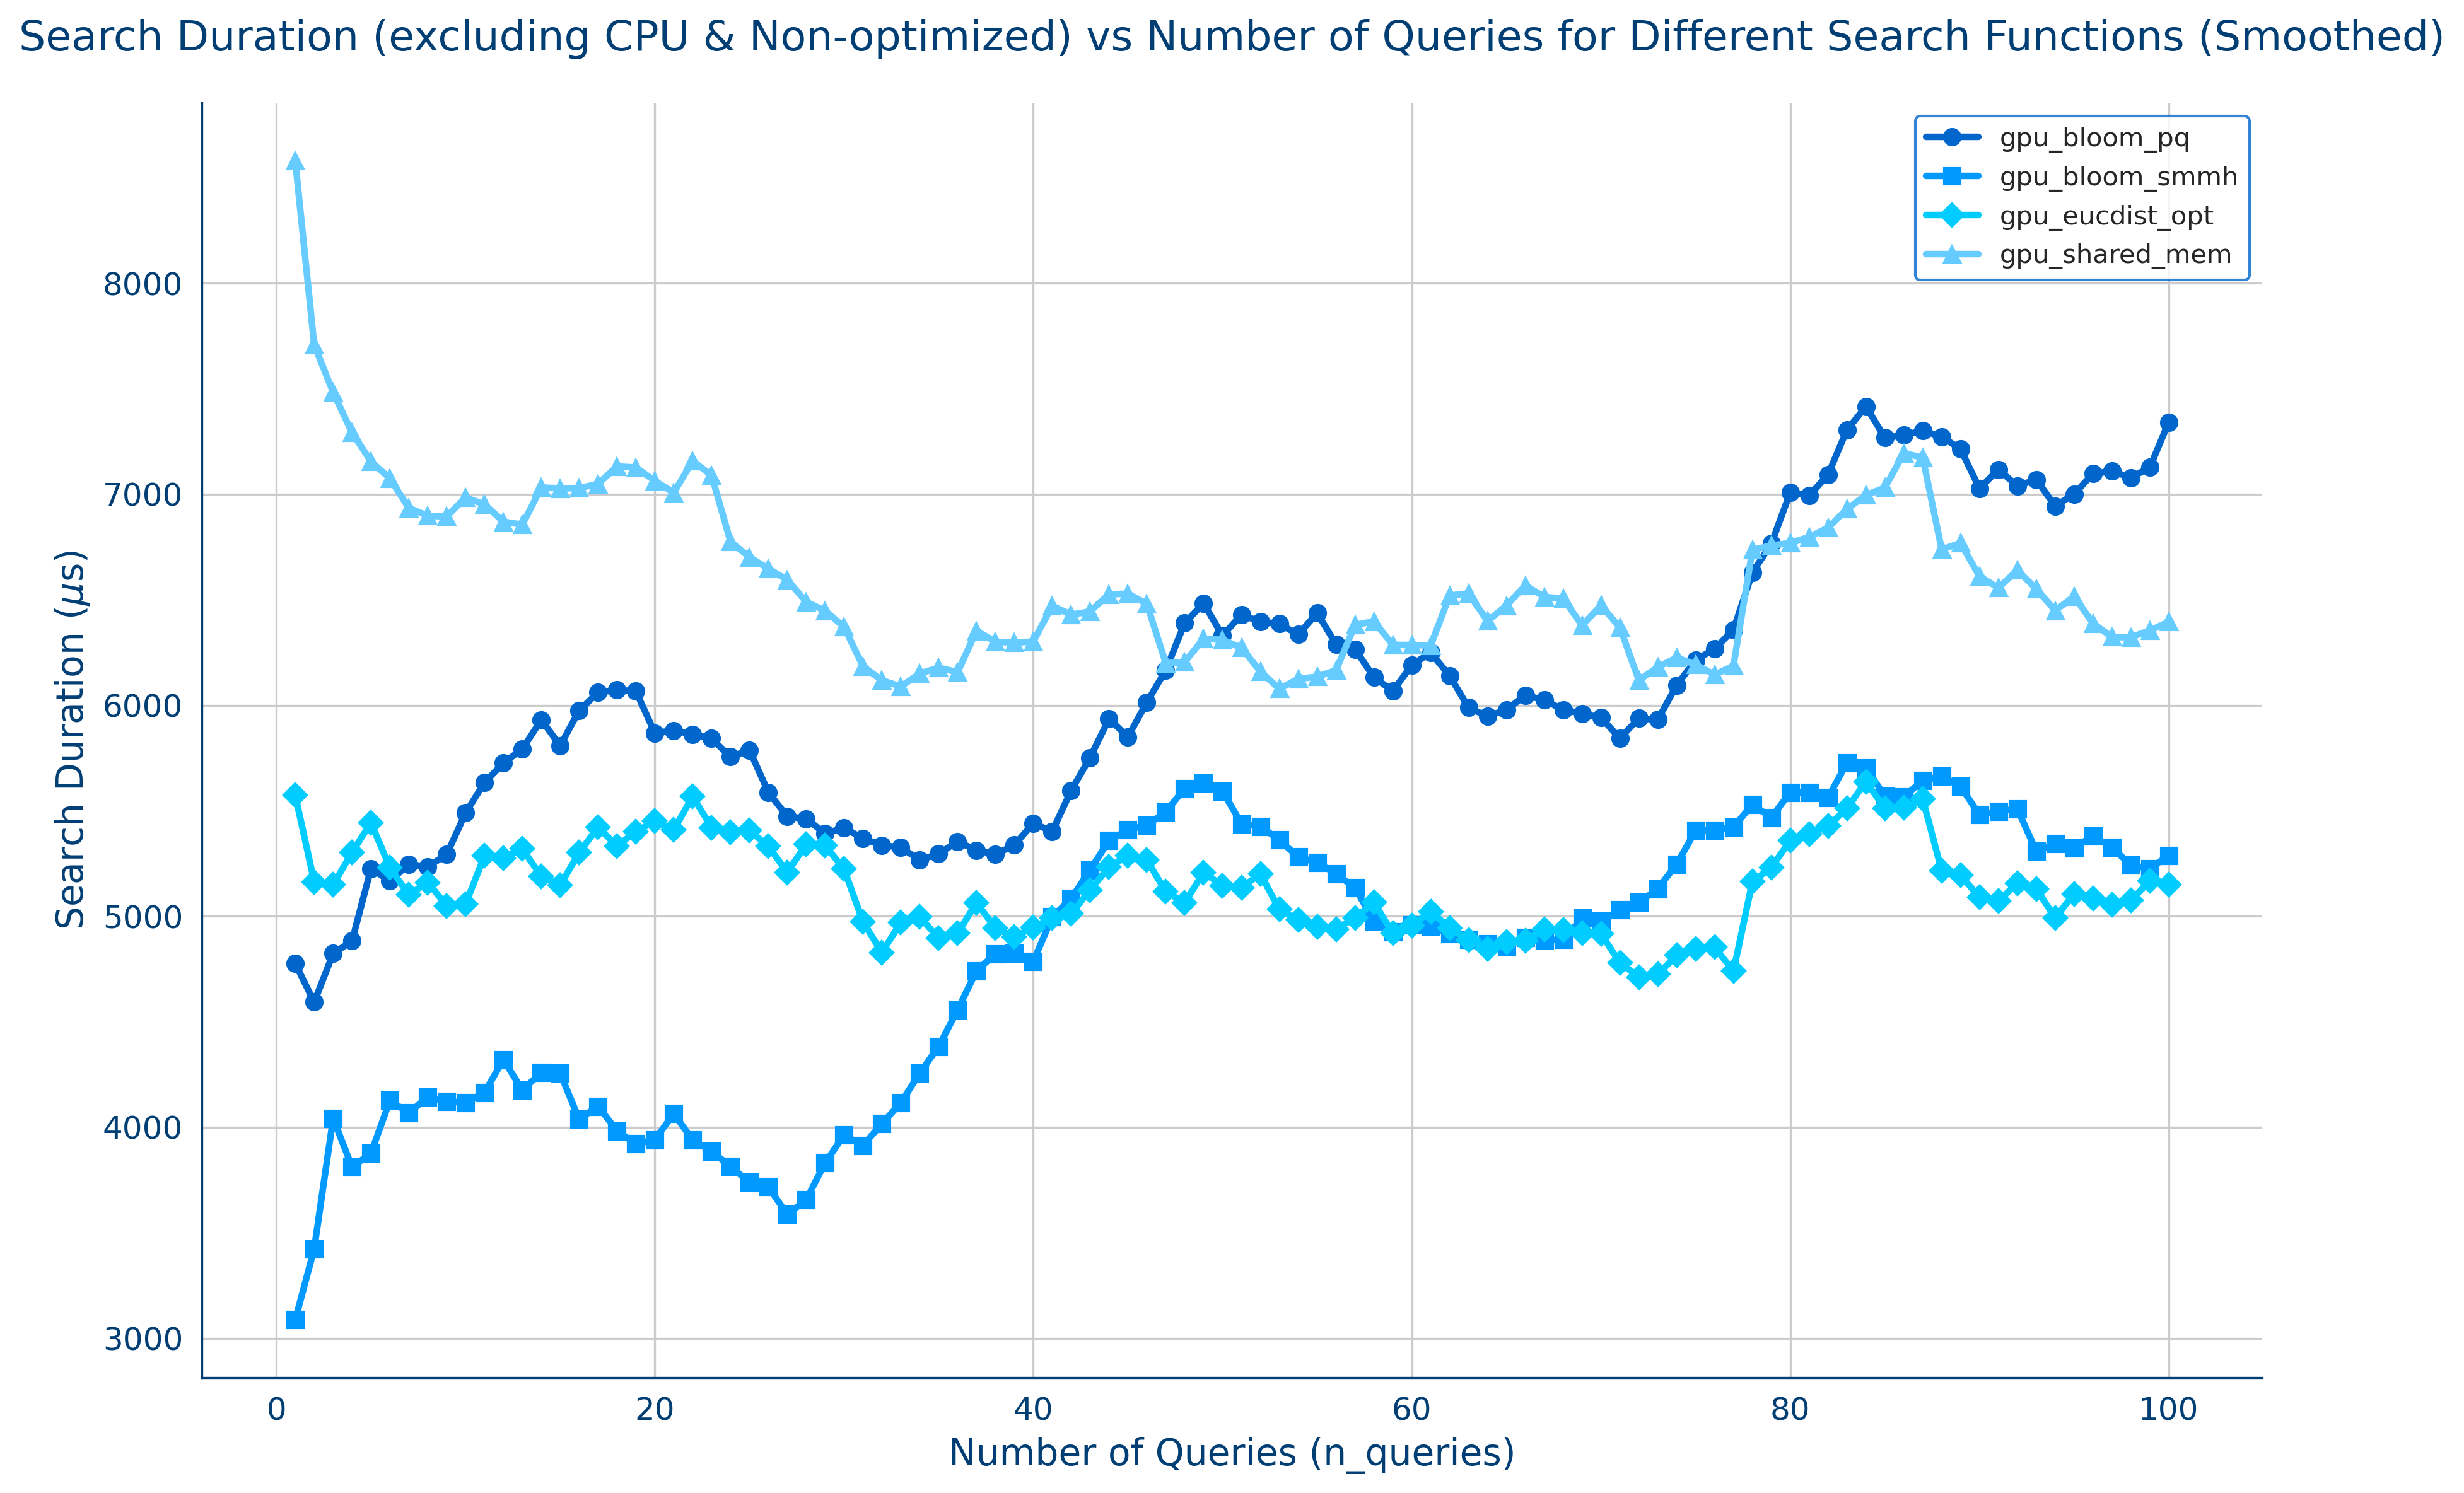 Search Duration (excluding CPU & Non-optimized) vs Number of Queries for Different Search Functions (Smoothed)
gpu_bloom_pq
gpu_bloom_smmh
gpu_eucdist_opt
gpu_shared_mem
Search Duration (μs)
8000
7000
6000
5000
4000
3000
0 20 40 60 80 100
Number of Queries (n_queries)